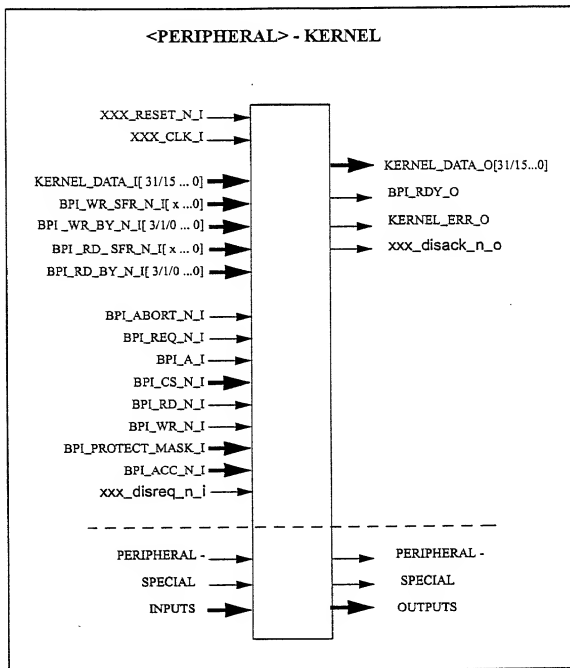 <PERIPHERAL> - KERNEL
XXX_RESET_N_I
XXX_CLK_I
KERNEL_DATA_I[ 31/15 ... 0]
BPI_WR_SFR_N_I[ x ...0]
BPI _WR_BY_N_I[ 3/1/0 ...0]
BPI _RD_ SFR_N_I[ x ...0]
BPI_RD_BY_N_I[ 3/1/0 ...0]
BPI_ABORT_N_I
BPI_REQ_N_I
BPI_A_I
BPI_CS_N_I
BPI_RD_N_I
BPI_WR_N_I
BPI_PROTECT_MASK_I
BPI_ACC_N_I
xxx_disreq_n_i
KERNEL_DATA_O[31/15...0]
BPI_RDY_O
KERNEL_ERR_O
xxx_disack_n_o
PERIPHERAL -
SPECIAL
INPUTS
PERIPHERAL -
SPECIAL
OUTPUTS